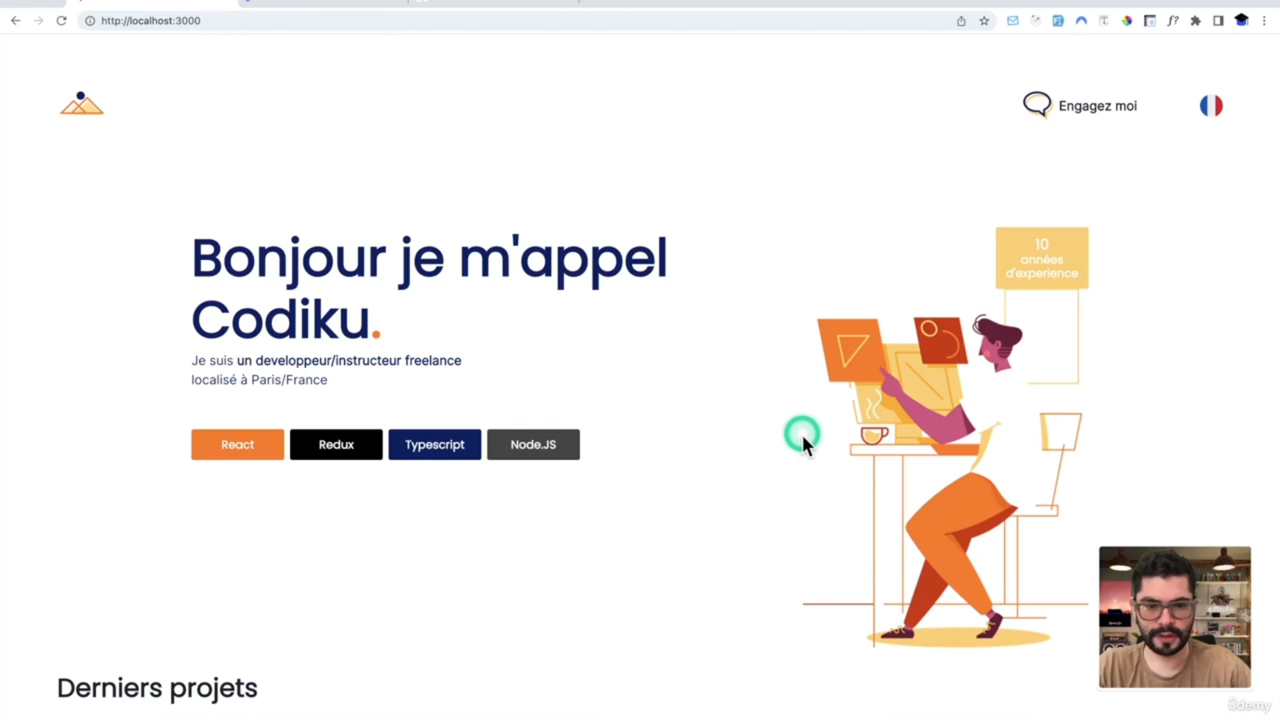 http://localhost:3000
Engagez moi
10
années
d'experience
Bonjour je m'appel
Codiku.
Je suis un developpeur/instructeur freelance
localisé à Paris/France
React
Redux
Typescript
Node.JS
Derniers projets
ûdemy